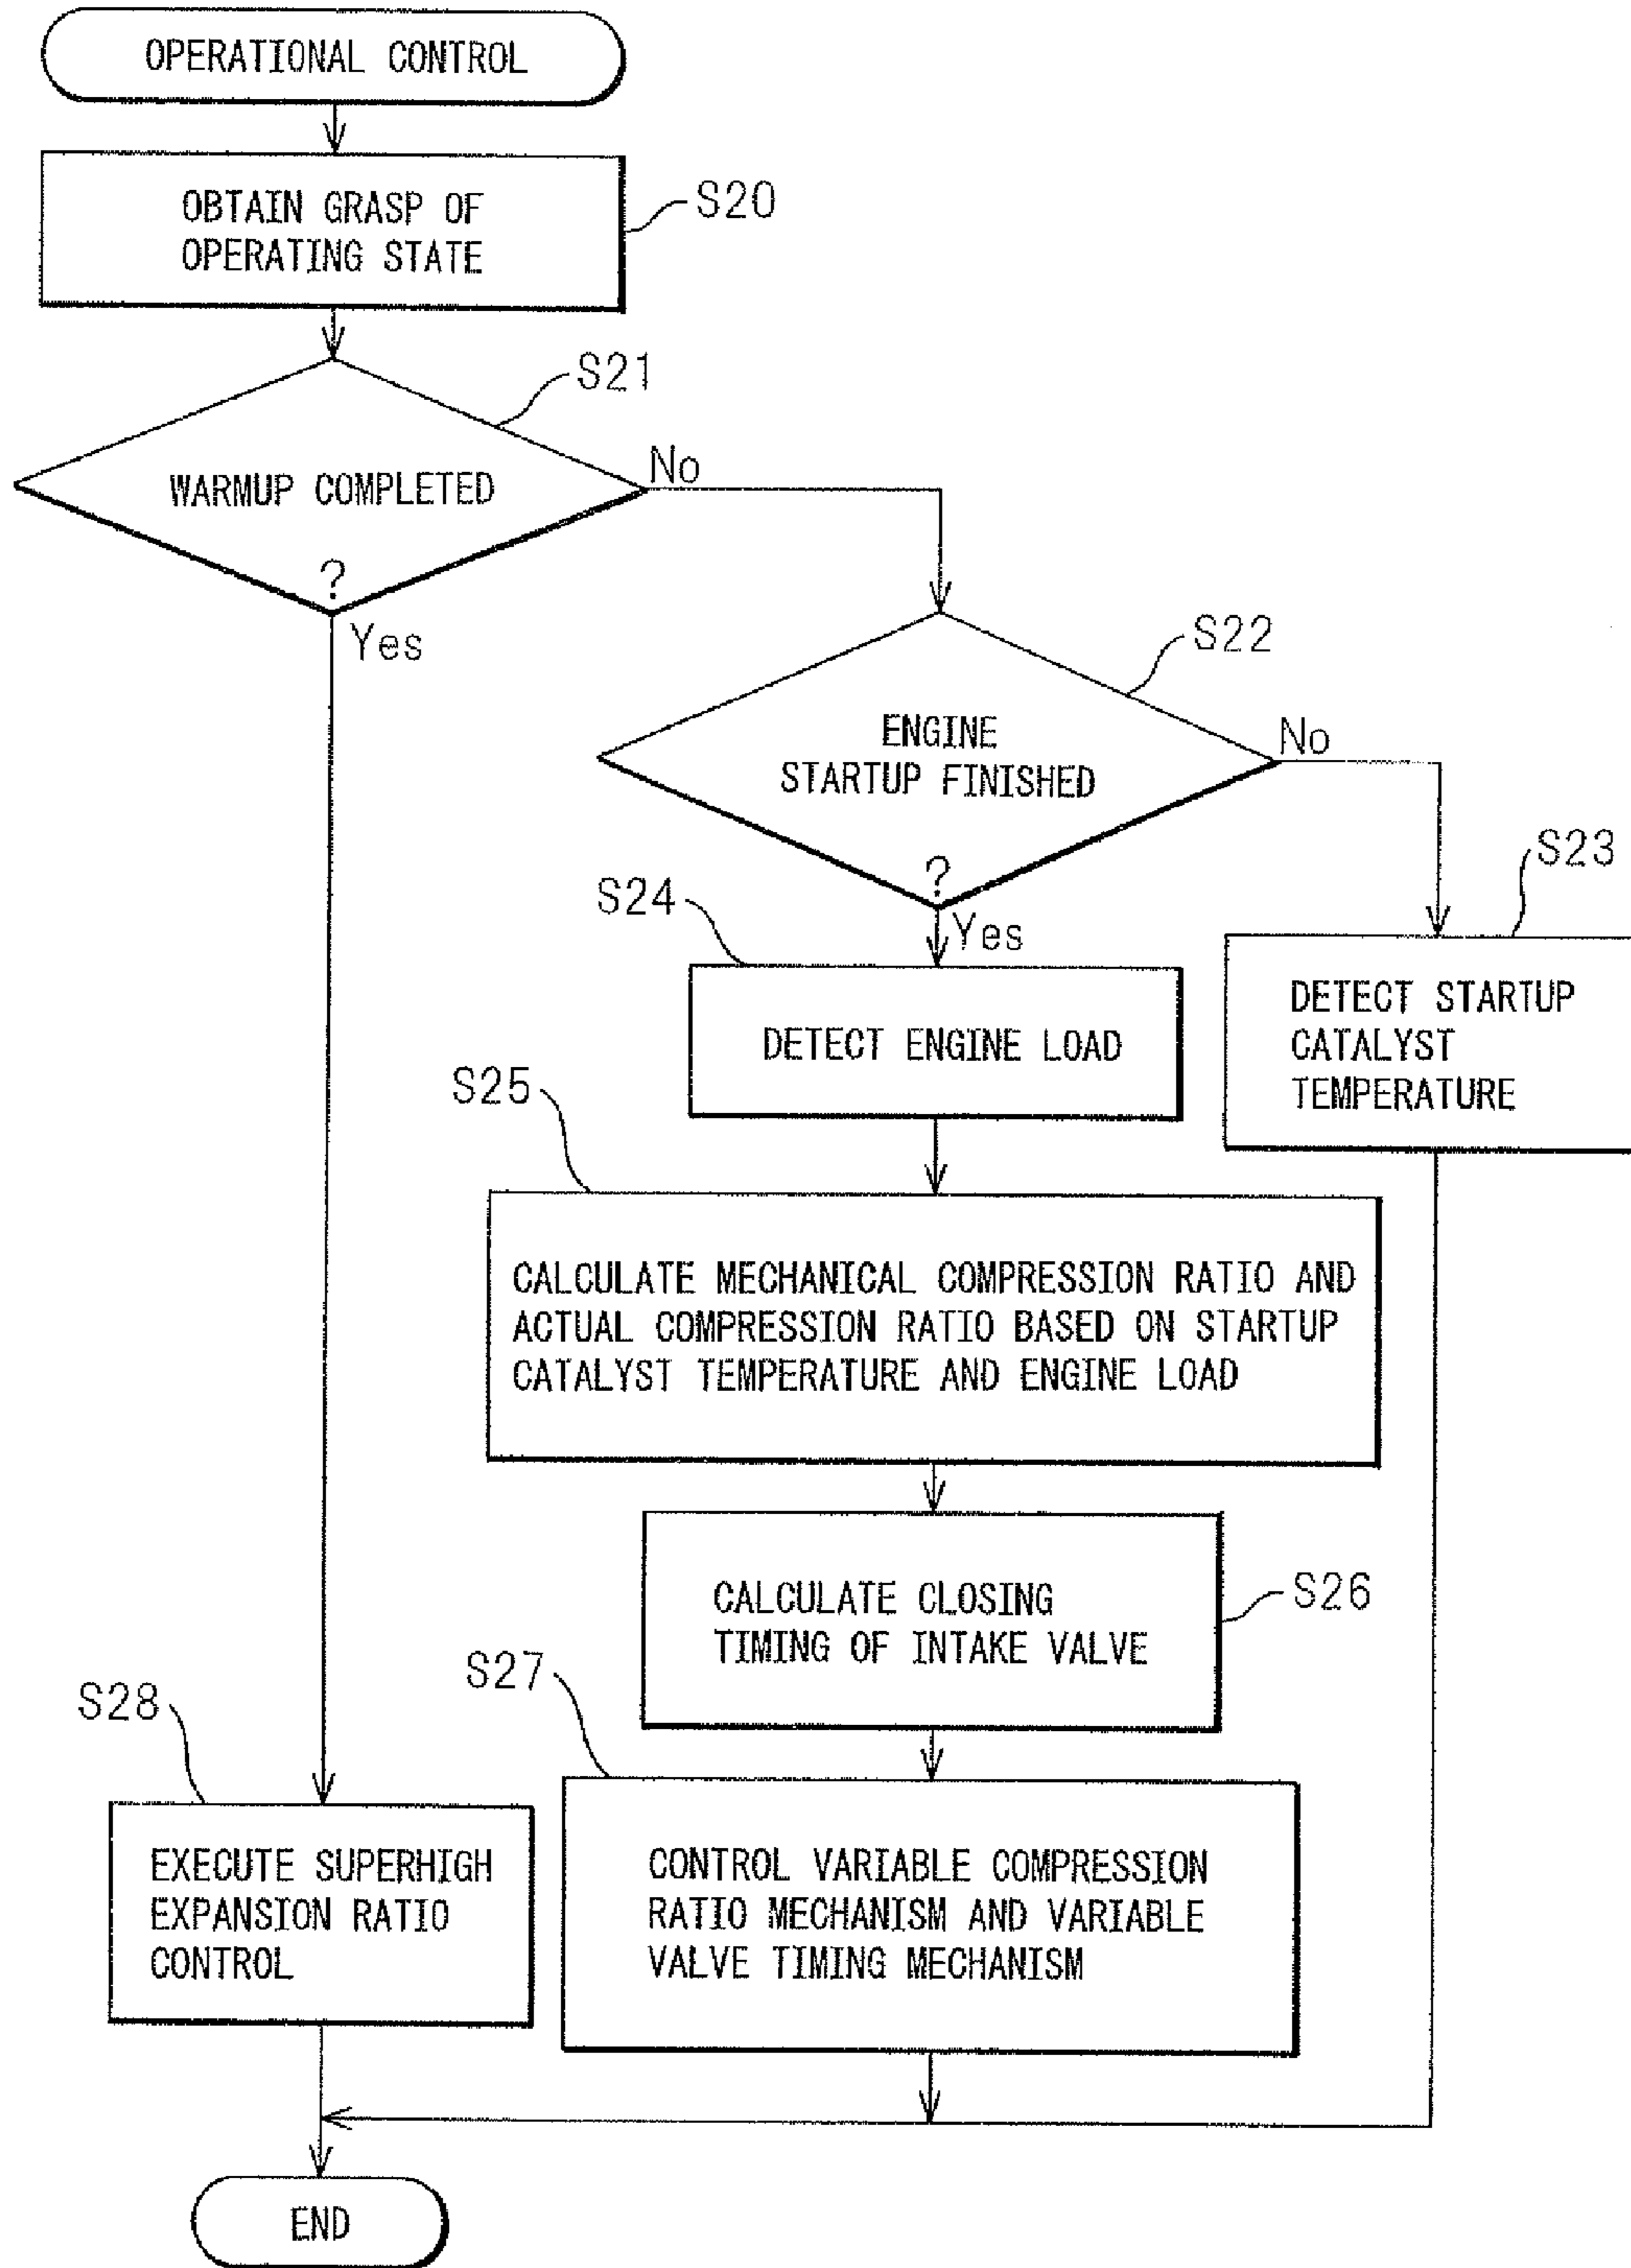 OPERATIONAL CONTROL
OBTAIN GRASP OF
OPERATING STATE
S20
S21
WARMUP COMPLETED
?
No
Yes
S22
ENGINE
STARTUP FINISHED
?
No
Yes
S23
DETECT STARTUP
CATALYST
TEMPERATURE
S24
DETECT ENGINE LOAD
S25
CALCULATE MECHANICAL COMPRESSION RATIO AND
ACTUAL COMPRESSION RATIO BASED ON STARTUP
CATALYST TEMPERATURE AND ENGINE LOAD
CALCULATE CLOSING
TIMING OF INTAKE VALVE
S26
S27
CONTROL VARIABLE COMPRESSION
RATIO MECHANISM AND VARIABLE
VALVE TIMING MECHANISM
S28
EXECUTE SUPERHIGH
EXPANSION RATIO
CONTROL
END